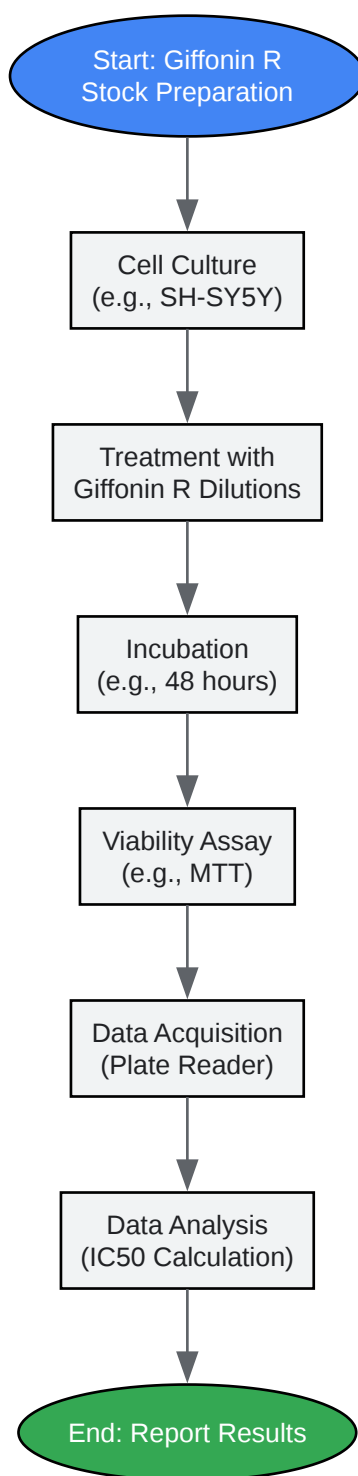 Start: Giffonin R
Stock Preparation
Cell Culture
(e.g., SH-SY5Y)
Treatment with
Giffonin R Dilutions
Incubation
(e.g., 48 hours)
Viability Assay
(e.g., MTT)
Data Acquisition
(Plate Reader)
Data Analysis
(IC50 Calculation)
End: Report Results